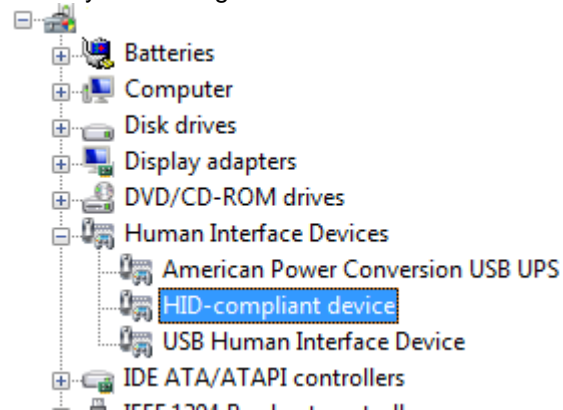 Batteries
Computer
Disk drives
Display adapters
DVD/CD-ROM drives
Human Interface Devices
American Power Conversion USB UPS
HID-compliant device
USB Human Interface Device
IDE ATA/ATAPI controllers